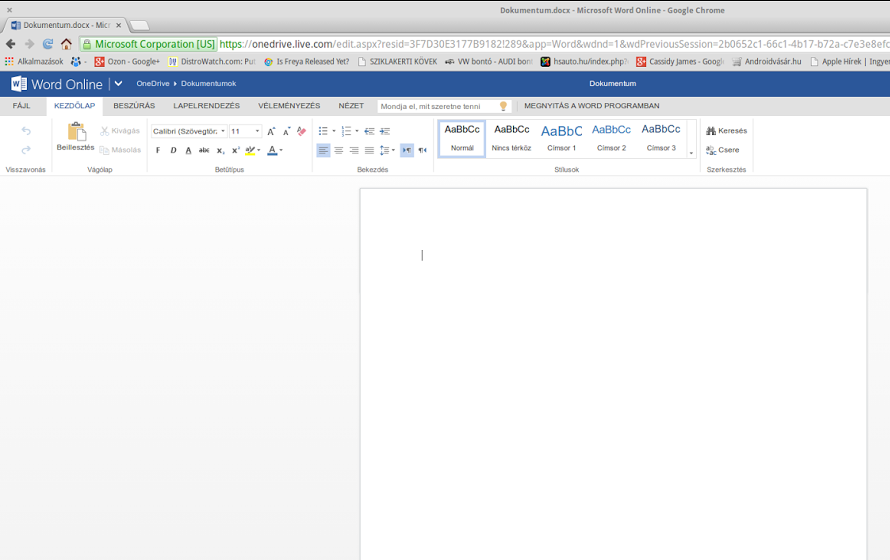 Dokumentum.docx - Microsoft Word Online - Google Chrome
Dokumentum.docx - Micr
Microsoft Corporation [US] https://onedrive.live.com/edit.aspx?resid=3F7D30E3177B9182!289&app=Word&wdnd=1&wdPreviousSession=2b0652c1-66c1-4b17-b72a-c7e3e8efc
Alkalmazások Ozon - Google+ DistroWatch.com: Pu Is Freya Released Yet? SZIKLAKERTI KÖVEK VW bontó - AUDI bont hsauto.hu/index.php? Cassidy James - Googl Androidvásár.hu Apple Hírek | Ingyen
Word Online OneDrive Dokumentumok Dokumentum
FÁJL KEZDŐLAP BESZÚRÁS LAPELRENDEZÉS VÉLEMÉNYEZÉS NÉZET Mondja el, mit szeretne tenni MEGNYITÁS A WORD PROGRAMBAN
Beillesztés Kivágás Másolás
Calibri (Szövegtörz 11
F D A abc x₂ x² A
AaBbCc AaBbCc AaBbC AaBbCc AaBbCc
Normál Nincs térköz Címsor 1 Címsor 2 Címsor 3
Keresés
Csere
Visszavonás Vágólap Betűtípus Bekezdés Stílusok Szerkesztés